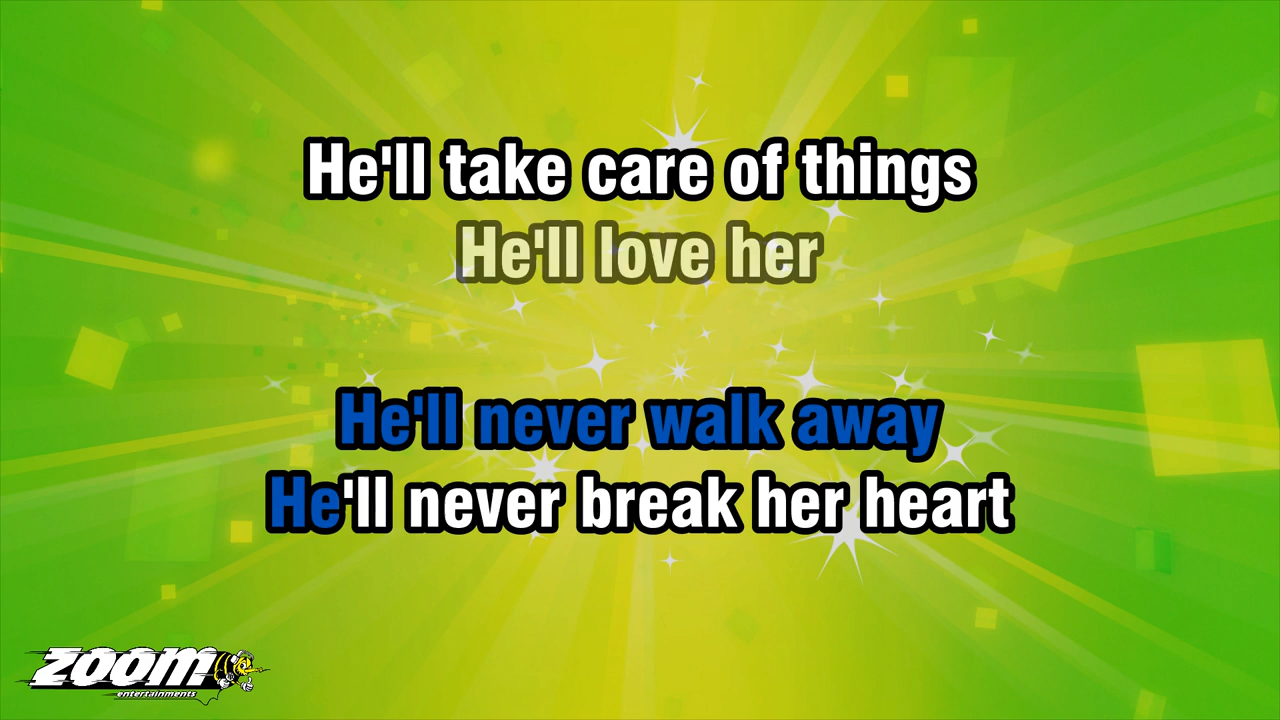 He'll take care of things
He'll love her
He'll never walk away
He'll never break her heart
ZOOM
entertainments